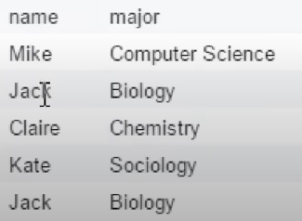 name major
Mike Computer Science
Jack Biology
Claire Chemistry
Kate Sociology
Jack Biology